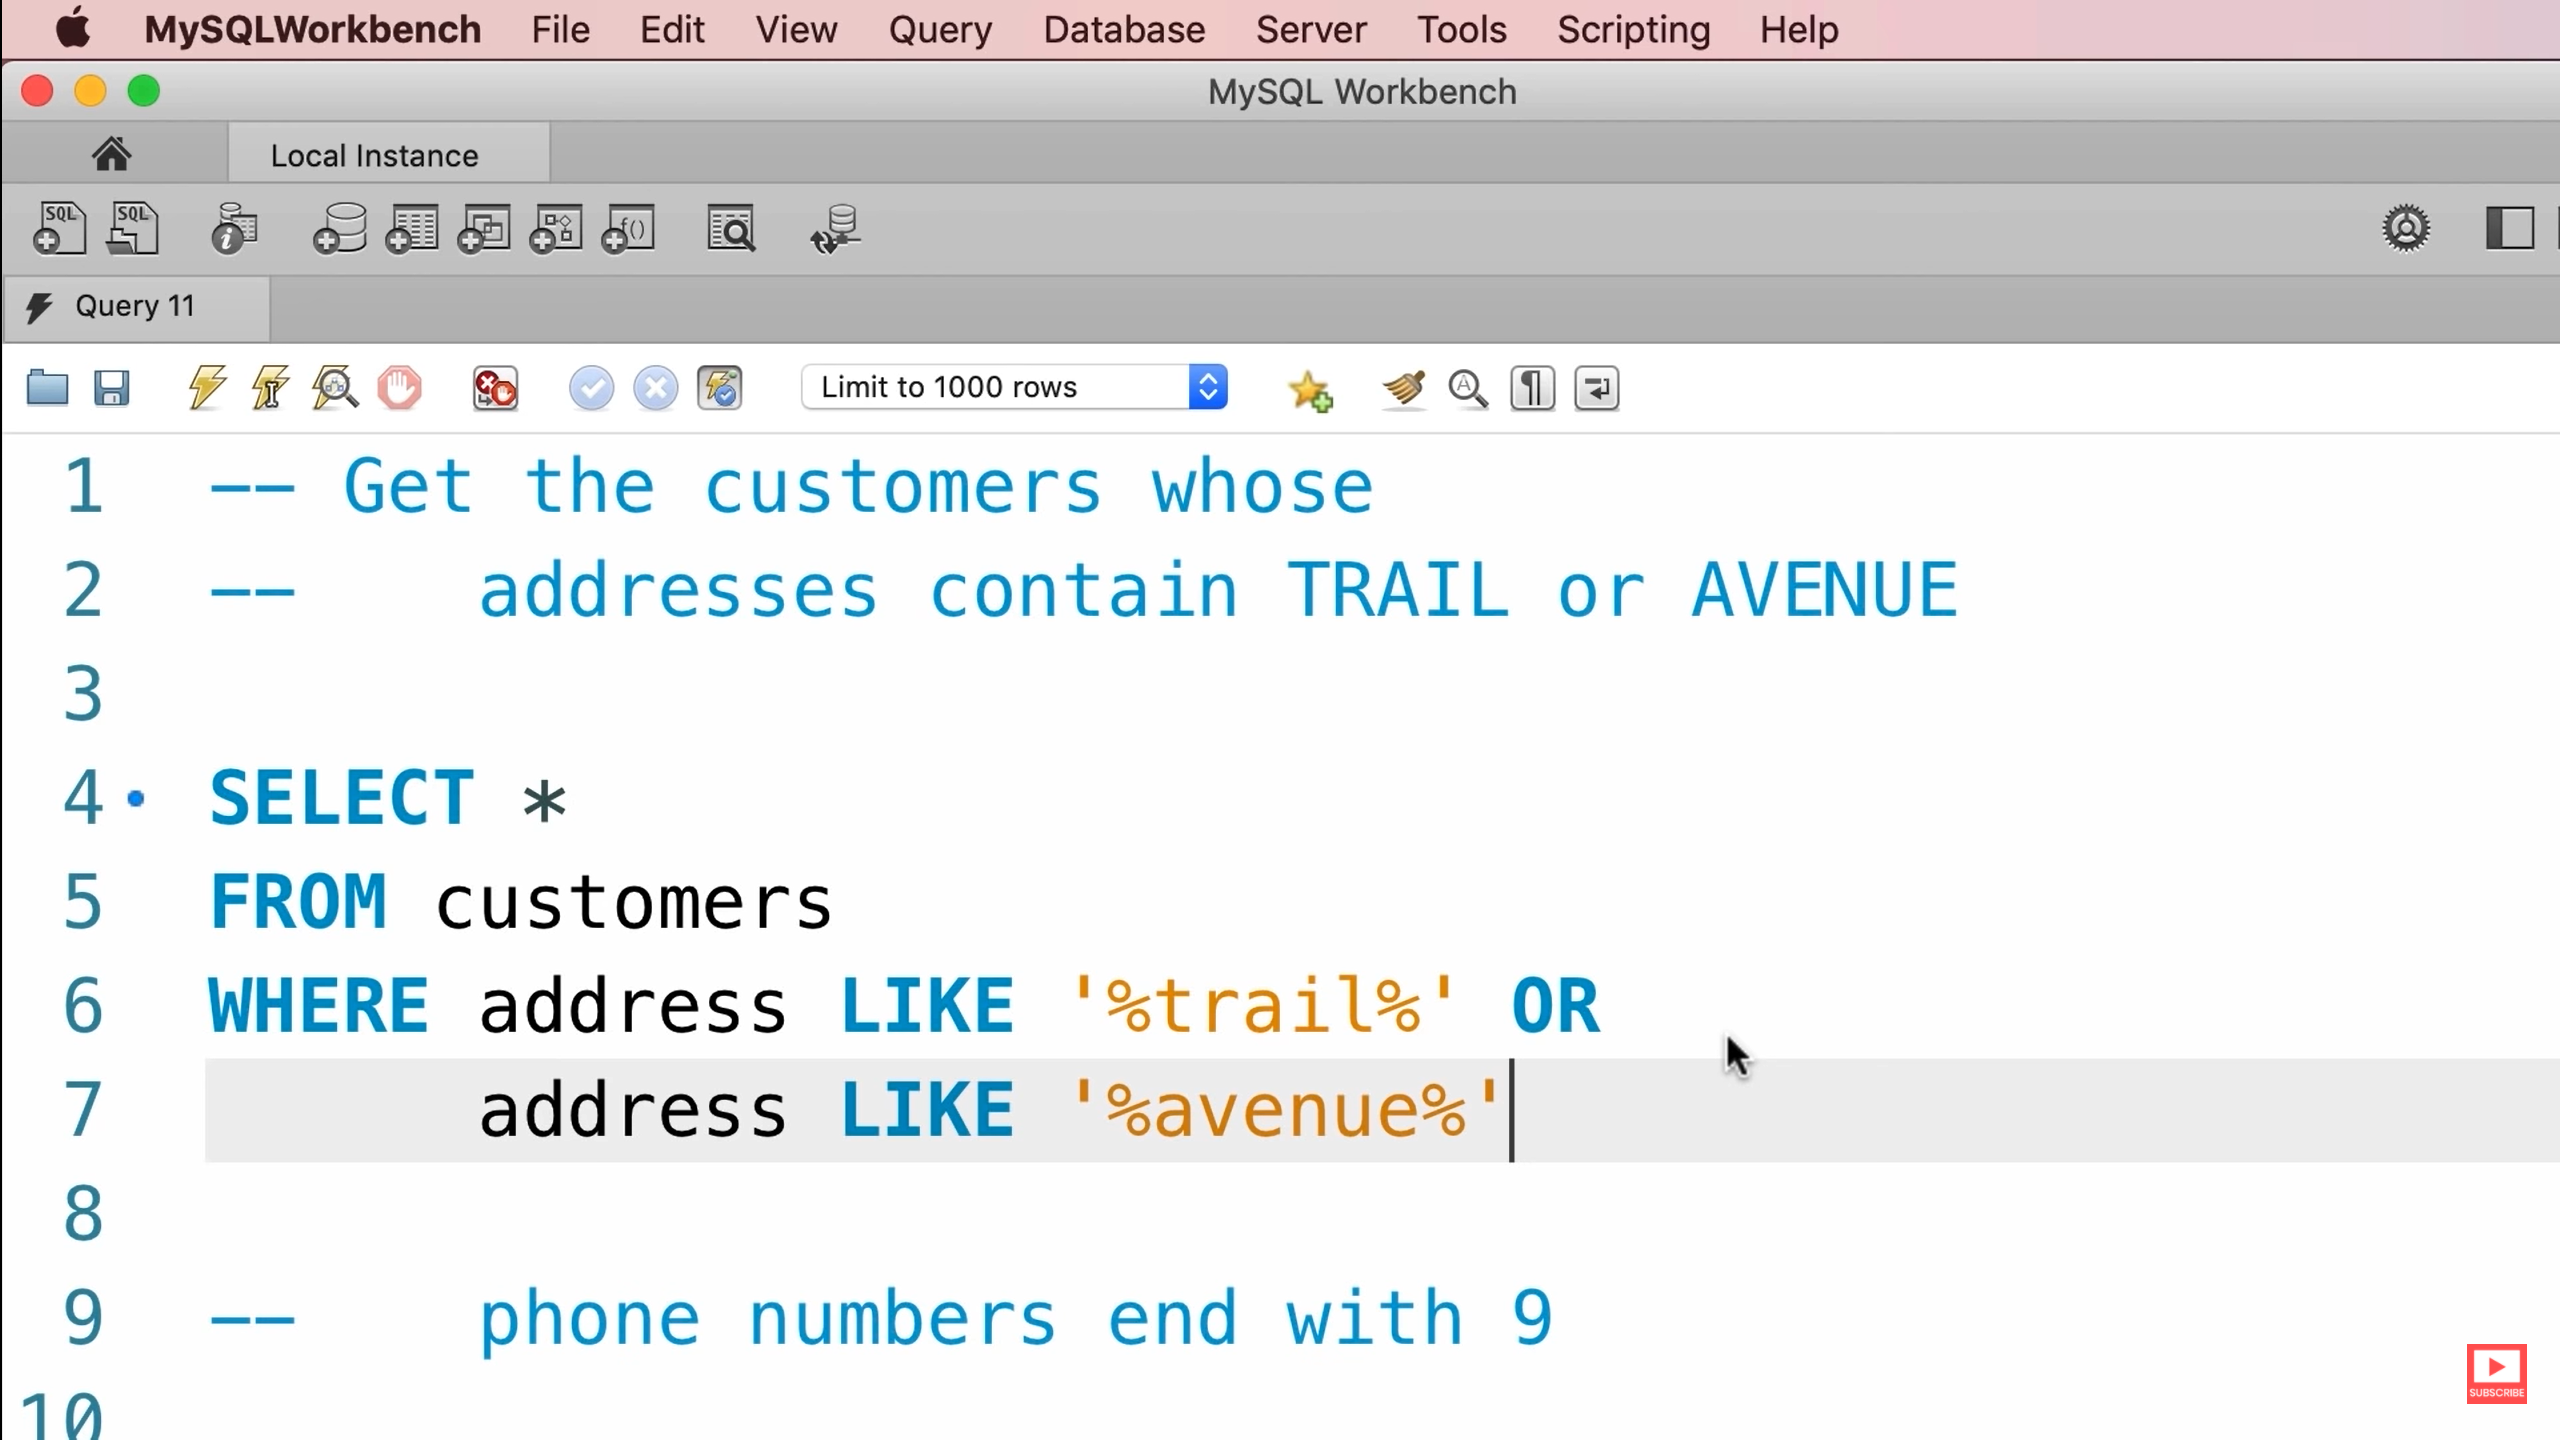 MySQLWorkbench File Edit View Query Database Server Tools Scripting Help
MySQL Workbench
Local Instance
SQL SQL i f()
Query 11
Limit to 1000 rows
1 -- Get the customers whose
2 --    addresses contain TRAIL or AVENUE
3
4 SELECT *
5 FROM customers
6 WHERE address LIKE '%trail%' OR
7       address LIKE '%avenue%'
8
9 --    phone numbers end with 9
10
SUBSCRIBE